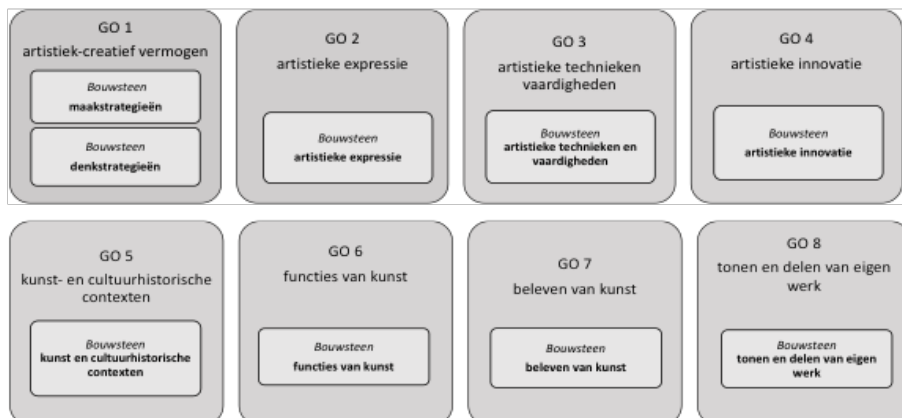 GO 1
artistiek-creatief vermogen
Bouwsteen
maakstrategieën
Bouwsteen
denkstrategieën
GO 2
artistieke expressie
Bouwsteen
artistieke expressie
GO 3
artistieke technieken
vaardigheden
Bouwsteen
artistieke technieken en
vaardigheden
GO 4
artistieke innovatie
Bouwsteen
artistieke innovatie
GO 5
kunst- en cultuurhistorische
contexten
Bouwsteen
kunst en cultuurhistorische
contexten
GO 6
functies van kunst
Bouwsteen
functies van kunst
GO 7
beleven van kunst
Bouwsteen
beleven van kunst
GO 8
tonen en delen van eigen
werk
Bouwsteen
tonen en delen van eigen
werk